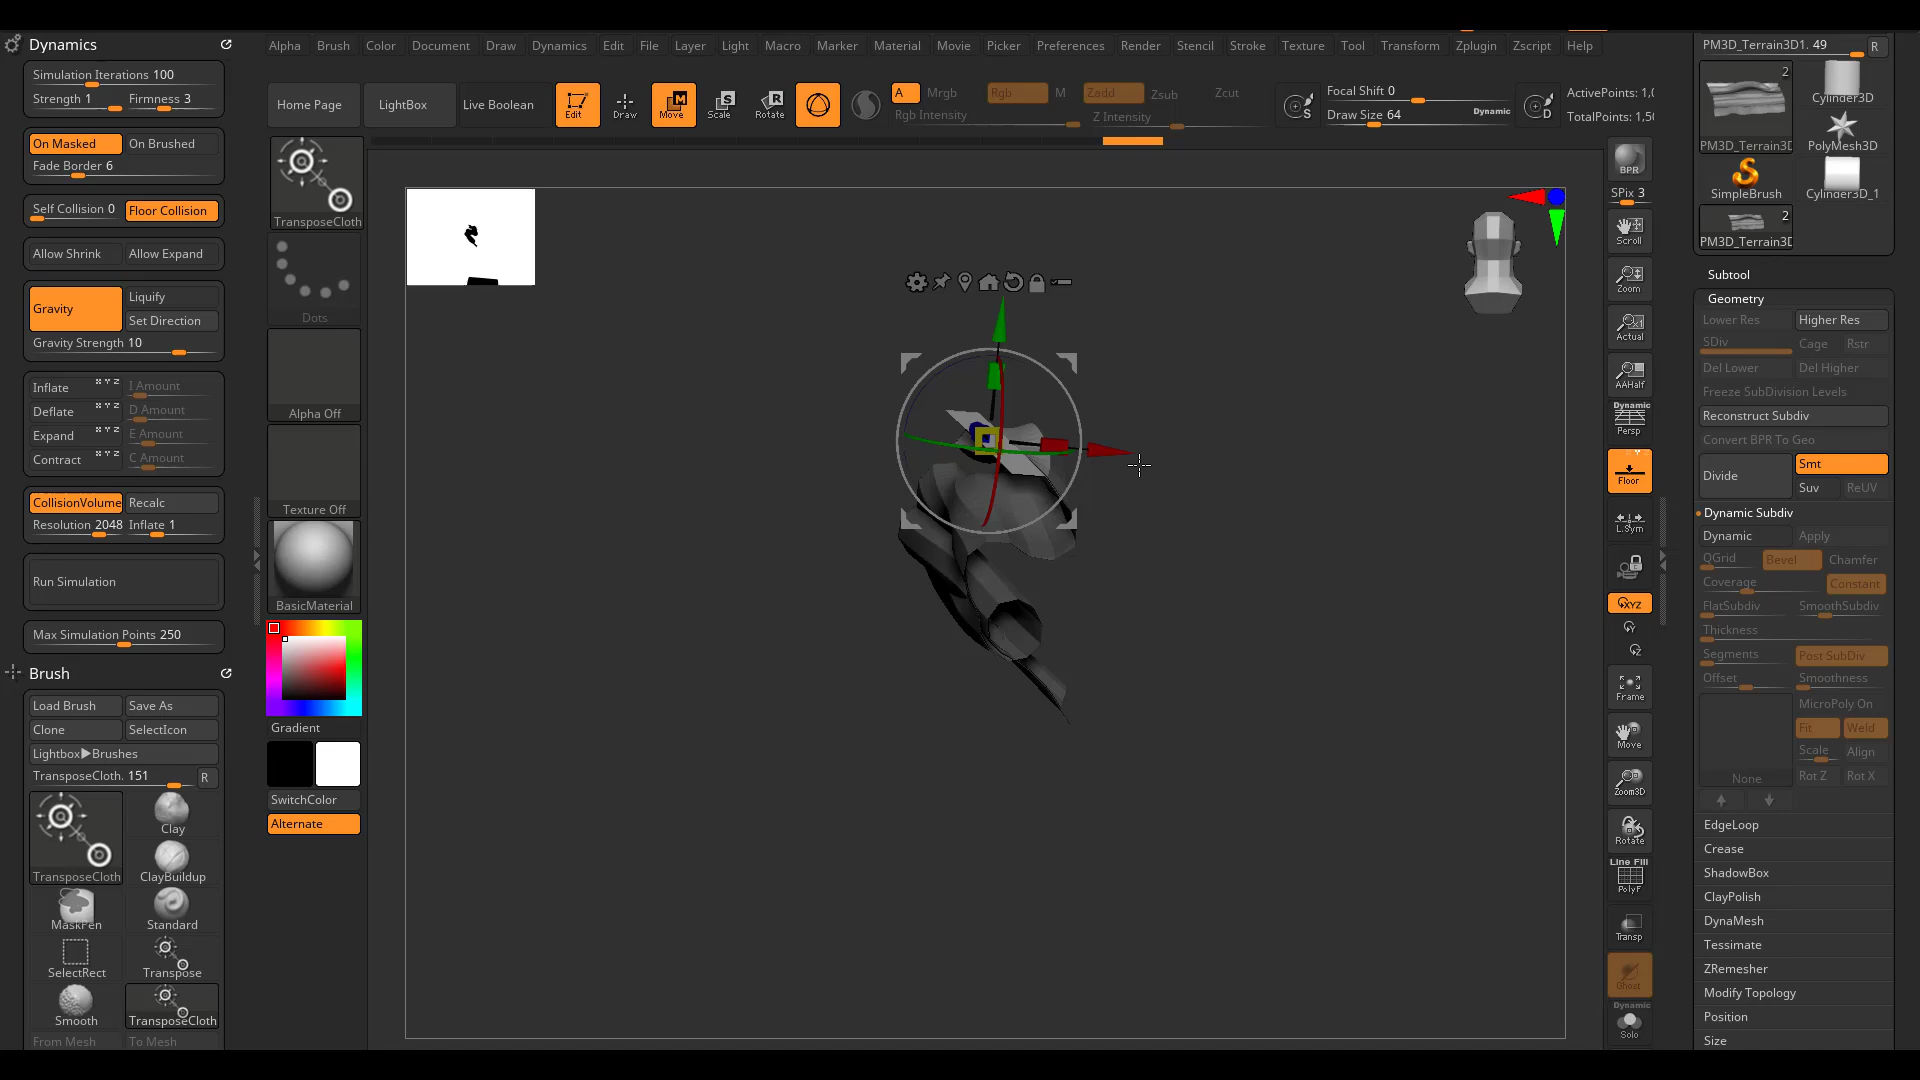 Dynamics
Simulation Iterations 100
Strength 1 Firmness 3
On Masked On Brushed
Fade Border 6
Self Collision 0 Floor Collision
Allow Shrink Allow Expand
Gravity Liquify
Set Direction
Gravity Strength 10
Inflate X Y Z I Amount
Deflate X Y Z D Amount
Expand X Y Z E Amount
Contract X Y Z C Amount
CollisionVolume Recalc
Resolution 2048 Inflate 1
Run Simulation
Max Simulation Points 250
Brush
Load Brush Save As
Clone SelectIcon
Lightbox▶Brushes
TransposeCloth. 151 R
TransposeCloth Clay
ClayBuildup
MaskPen Standard
SelectRect Transpose
Smooth TransposeCloth
From Mesh To Mesh
Alpha Brush Color Document Draw Dynamics Edit File Layer Light Macro Marker Material Movie Picker Preferences Render Stencil Stroke Texture Tool Transform Zplugin Zscript Help
Home Page LightBox Live Boolean Edit Draw Move Scale Rotate
A Mrgb Rgb M Zadd Zsub Zcut
Rgb Intensity Z Intensity
S Focal Shift 0
Draw Size 64 Dynamic
D ActivePoints: 1,0
TotalPoints: 1,50
TransposeCloth
Dots
Alpha Off
Texture Off
BasicMaterial
Gradient
SwitchColor
Alternate
BPR
SPix 3
Scroll
Zoom
Actual
AAHalf
Dynamic
Persp
Floor
L.Sym
XYZ
Y
Z
Frame
Move
Zoom3D
Rotate
Line Fill
PolyF
Transp
Ghost
Dynamic
Solo
PM3D_Terrain3D1. 49 R
2
Cylinder3D
PM3D_Terrain3D PolyMesh3D
SimpleBrush Cylinder3D_1
2
PM3D_Terrain3D
Subtool
Geometry
Lower Res Higher Res
SDiv Cage Rstr
Del Lower Del Higher
Freeze SubDivision Levels
Reconstruct Subdiv
Convert BPR To Geo
Divide Smt
Suv ReUV
Dynamic Subdiv
Dynamic Apply
QGrid Bevel Chamfer
Coverage Constant
FlatSubdiv SmoothSubdiv
Thickness
Segments Post SubDiv
Offset Smoothness
MicroPoly On
Fit Weld
Scale Align
None Rot Z Rot X
EdgeLoop
Crease
ShadowBox
ClayPolish
DynaMesh
Tessimate
ZRemesher
Modify Topology
Position
Size